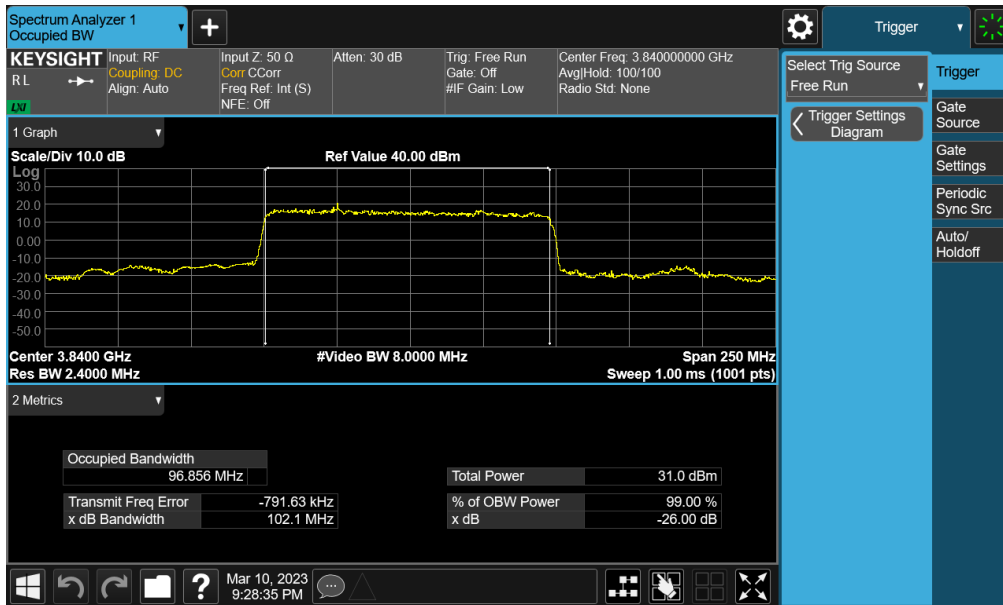 Spectrum Analyzer 1
Occupied BW
Trigger
KEYSIGHT
R L
LXI
Input: RF
Coupling: DC
Align: Auto
Input Z: 50 Ω
Corr CCorr
Freq Ref: Int (S)
NFE: Off
Atten: 30 dB
Trig: Free Run
Gate: Off
#IF Gain: Low
Center Freq: 3.840000000 GHz
Avg|Hold: 100/100
Radio Std: None
Select Trig Source
Free Run
Trigger Settings
Diagram
Trigger
Gate
Source
Gate
Settings
Periodic
Sync Src
Auto/
Holdoff
1 Graph
Scale/Div 10.0 dB
Ref Value 40.00 dBm
Log
30.0
20.0
10.0
0.00
-10.0
-20.0
-30.0
-40.0
-50.0
Center 3.8400 GHz
#Video BW 8.0000 MHz
Span 250 MHz
Res BW 2.4000 MHz
Sweep 1.00 ms (1001 pts)
2 Metrics
Occupied Bandwidth
96.856 MHz
Total Power 31.0 dBm
Transmit Freq Error -791.63 kHz
% of OBW Power 99.00 %
x dB Bandwidth 102.1 MHz
x dB -26.00 dB
?
Mar 10, 2023
9:28:35 PM